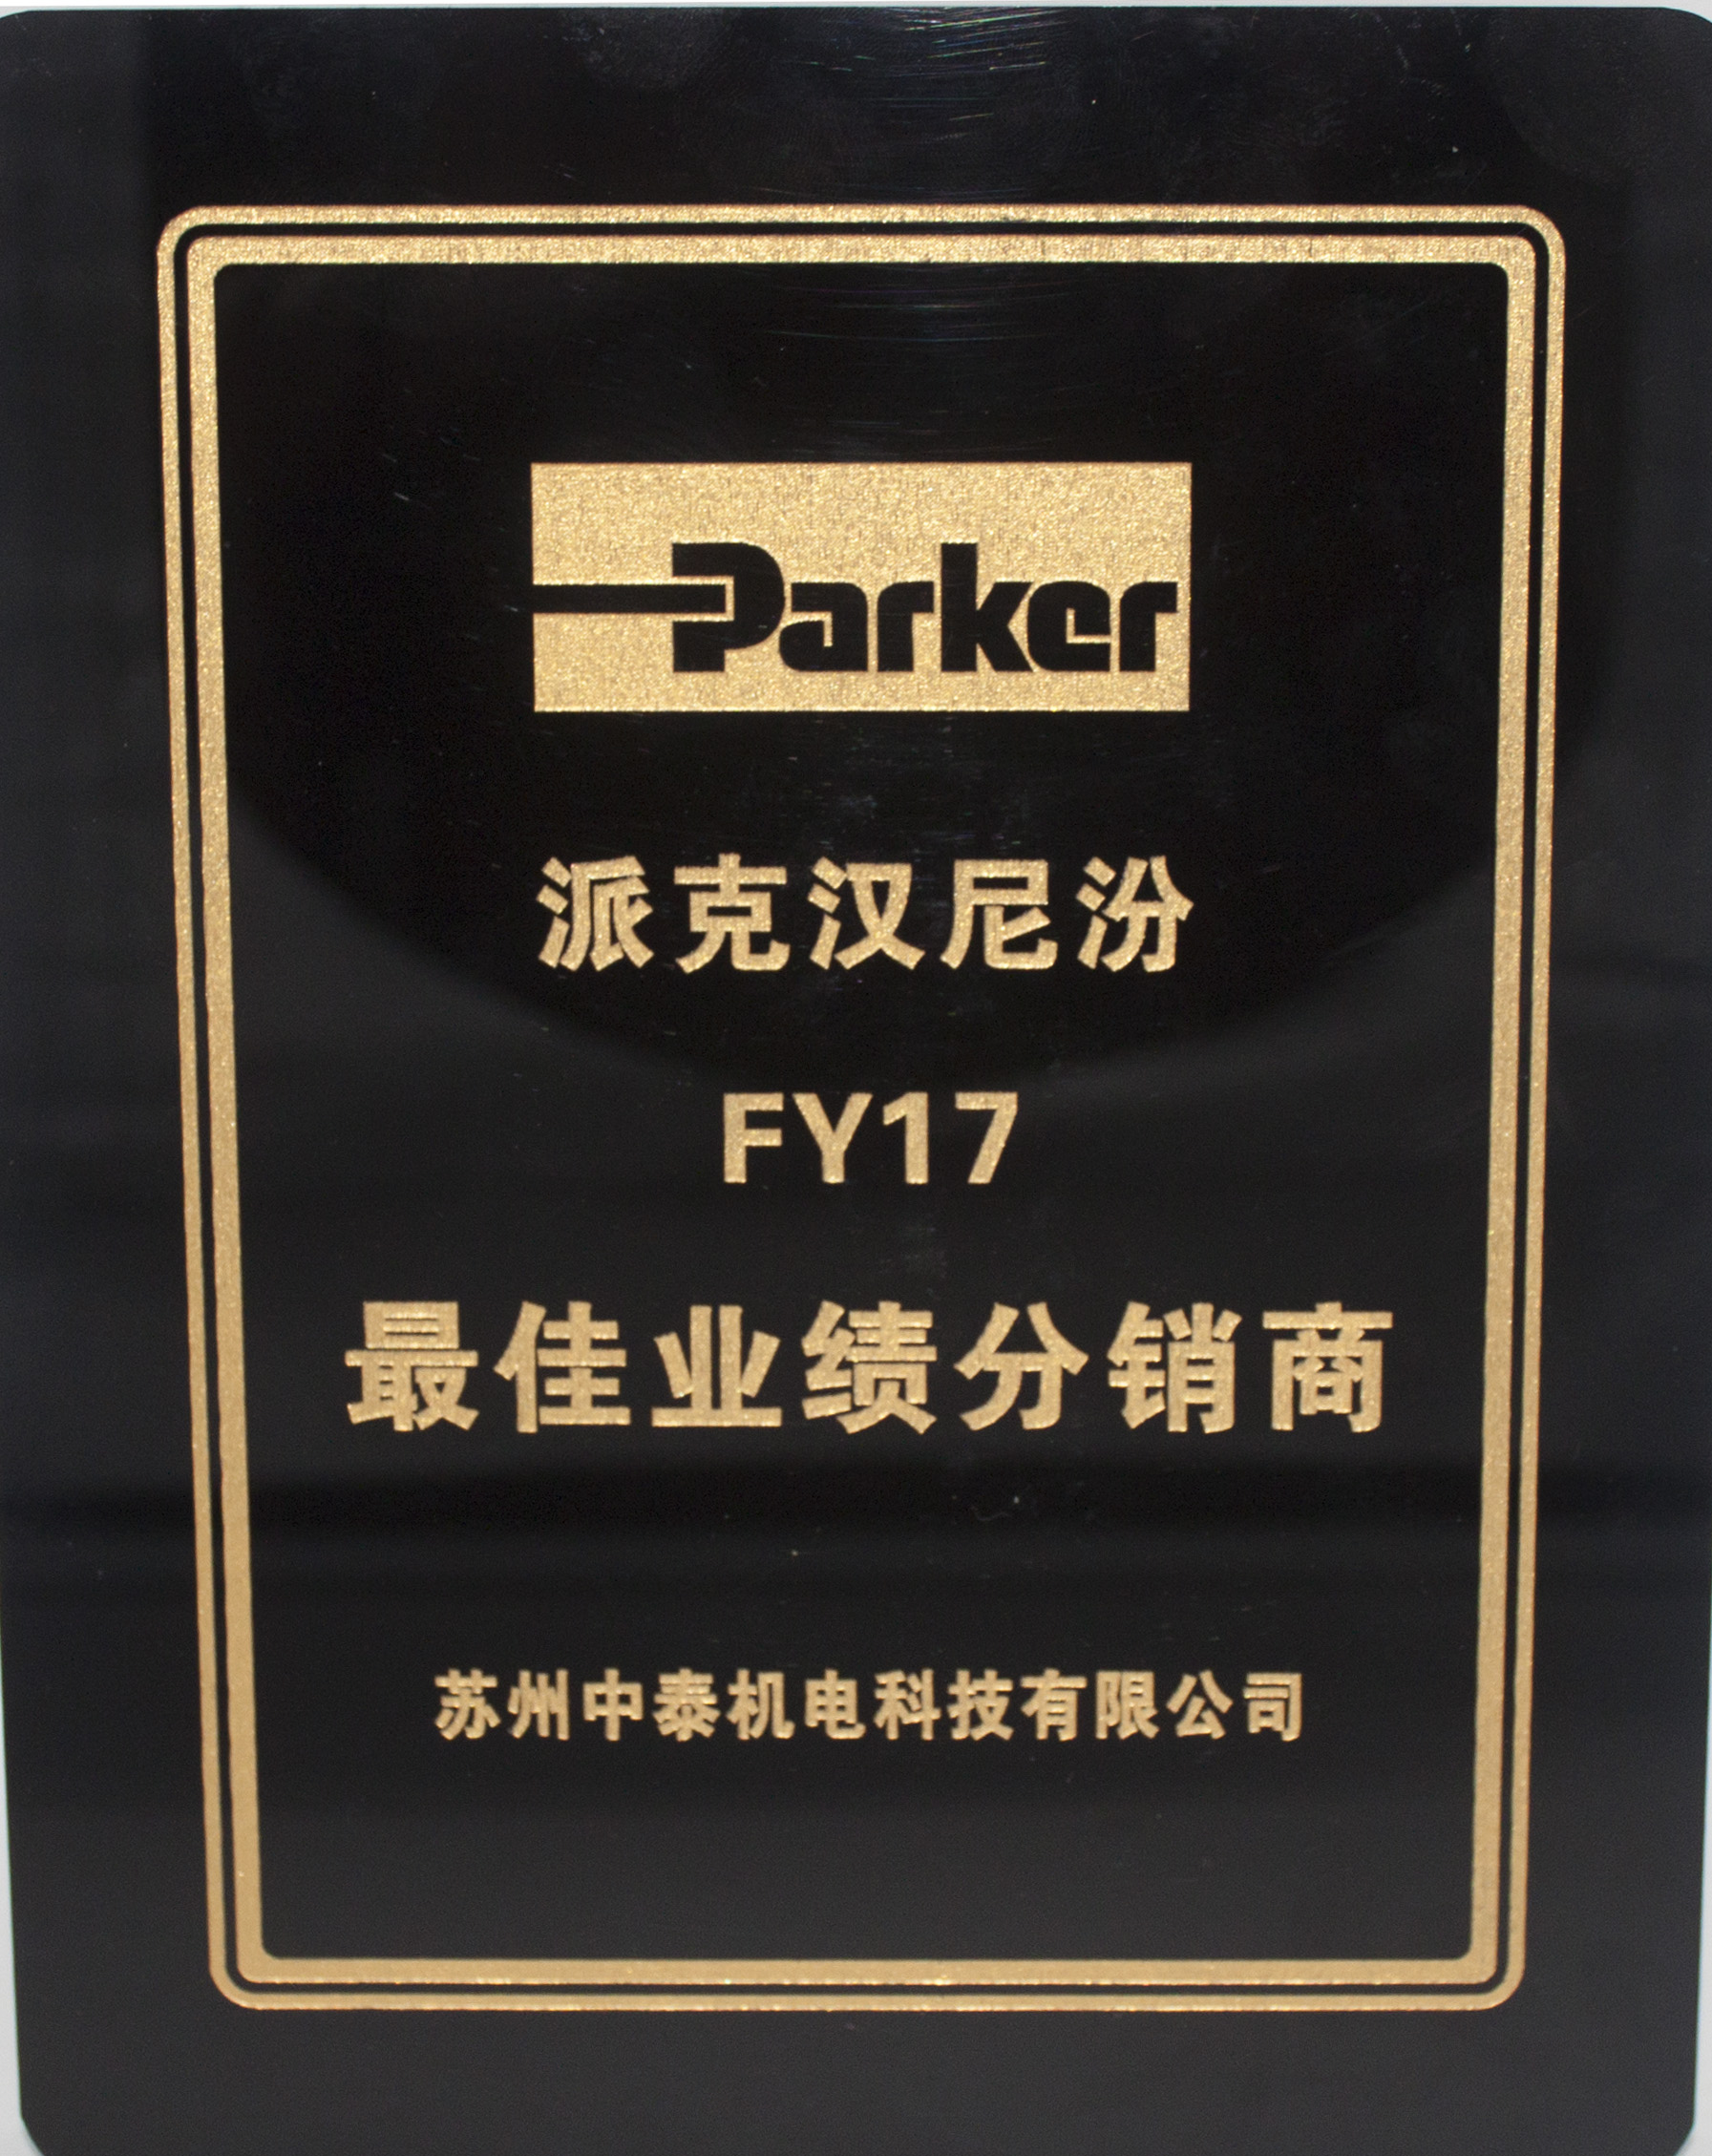 Parker
派克汉尼汾
FY17
最佳业绩分销商
苏州中泰机电科技有限公司